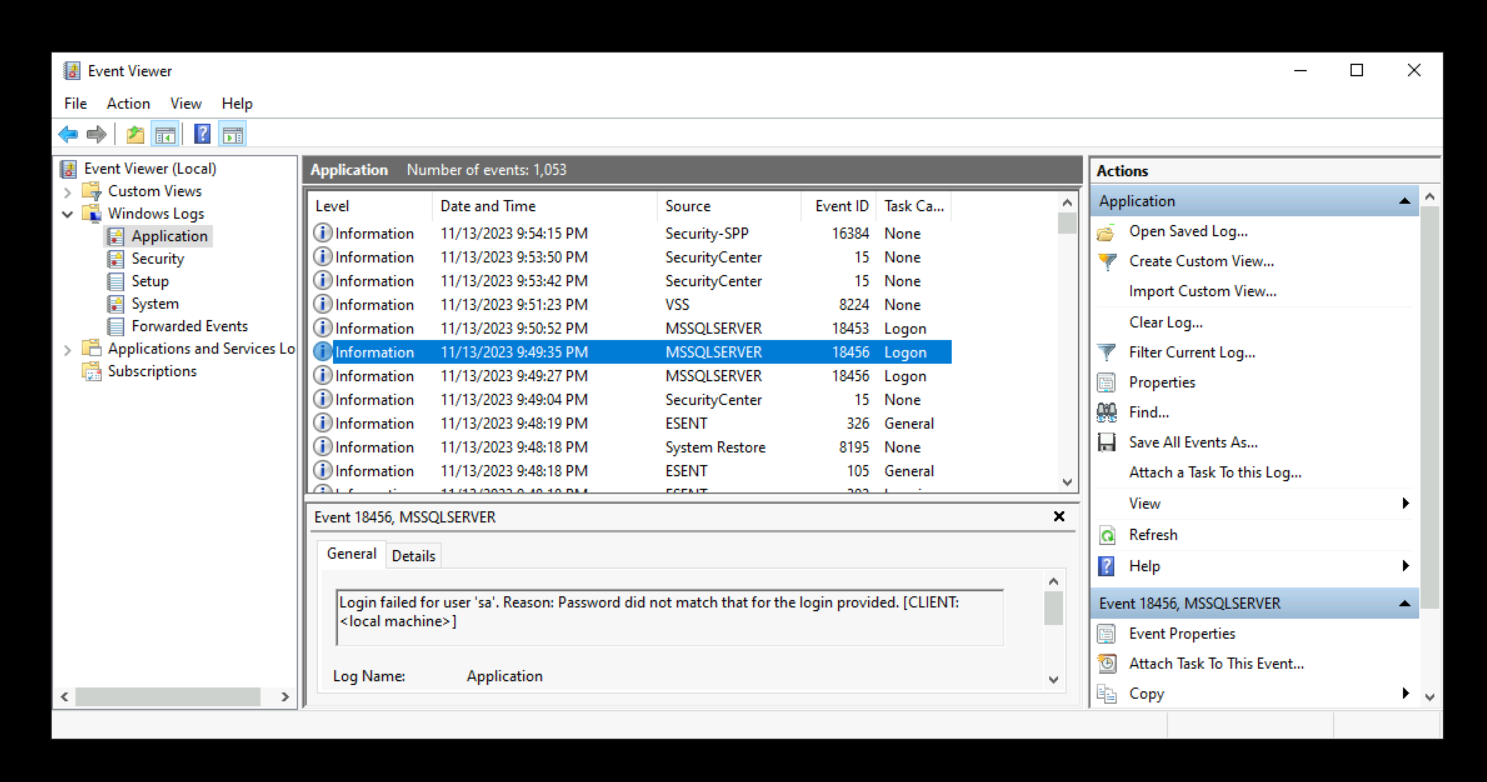 Event Viewer
File Action View Help
Event Viewer (Local)
Custom Views
Windows Logs
Application
Security
Setup
System
Forwarded Events
Applications and Services Lo
Subscriptions
Application Number of events: 1,053
Level Date and Time Source Event ID Task Ca...
Information 11/13/2023 9:54:15 PM Security-SPP 16384 None
Information 11/13/2023 9:53:50 PM SecurityCenter 15 None
Information 11/13/2023 9:53:42 PM SecurityCenter 15 None
Information 11/13/2023 9:51:23 PM VSS 8224 None
Information 11/13/2023 9:50:52 PM MSSQLSERVER 18453 Logon
Information 11/13/2023 9:49:35 PM MSSQLSERVER 18456 Logon
Information 11/13/2023 9:49:27 PM MSSQLSERVER 18456 Logon
Information 11/13/2023 9:49:04 PM SecurityCenter 15 None
Information 11/13/2023 9:48:19 PM ESENT 326 General
Information 11/13/2023 9:48:18 PM System Restore 8195 None
Information 11/13/2023 9:48:18 PM ESENT 105 General
Event 18456, MSSQLSERVER
General Details
Login failed for user 'sa'. Reason: Password did not match that for the login provided. [CLIENT:
<local machine>]
Log Name: Application
Actions
Application
Open Saved Log...
Create Custom View...
Import Custom View...
Clear Log...
Filter Current Log...
Properties
Find...
Save All Events As...
Attach a Task To this Log...
View
Refresh
Help
Event 18456, MSSQLSERVER
Event Properties
Attach Task To This Event...
Copy